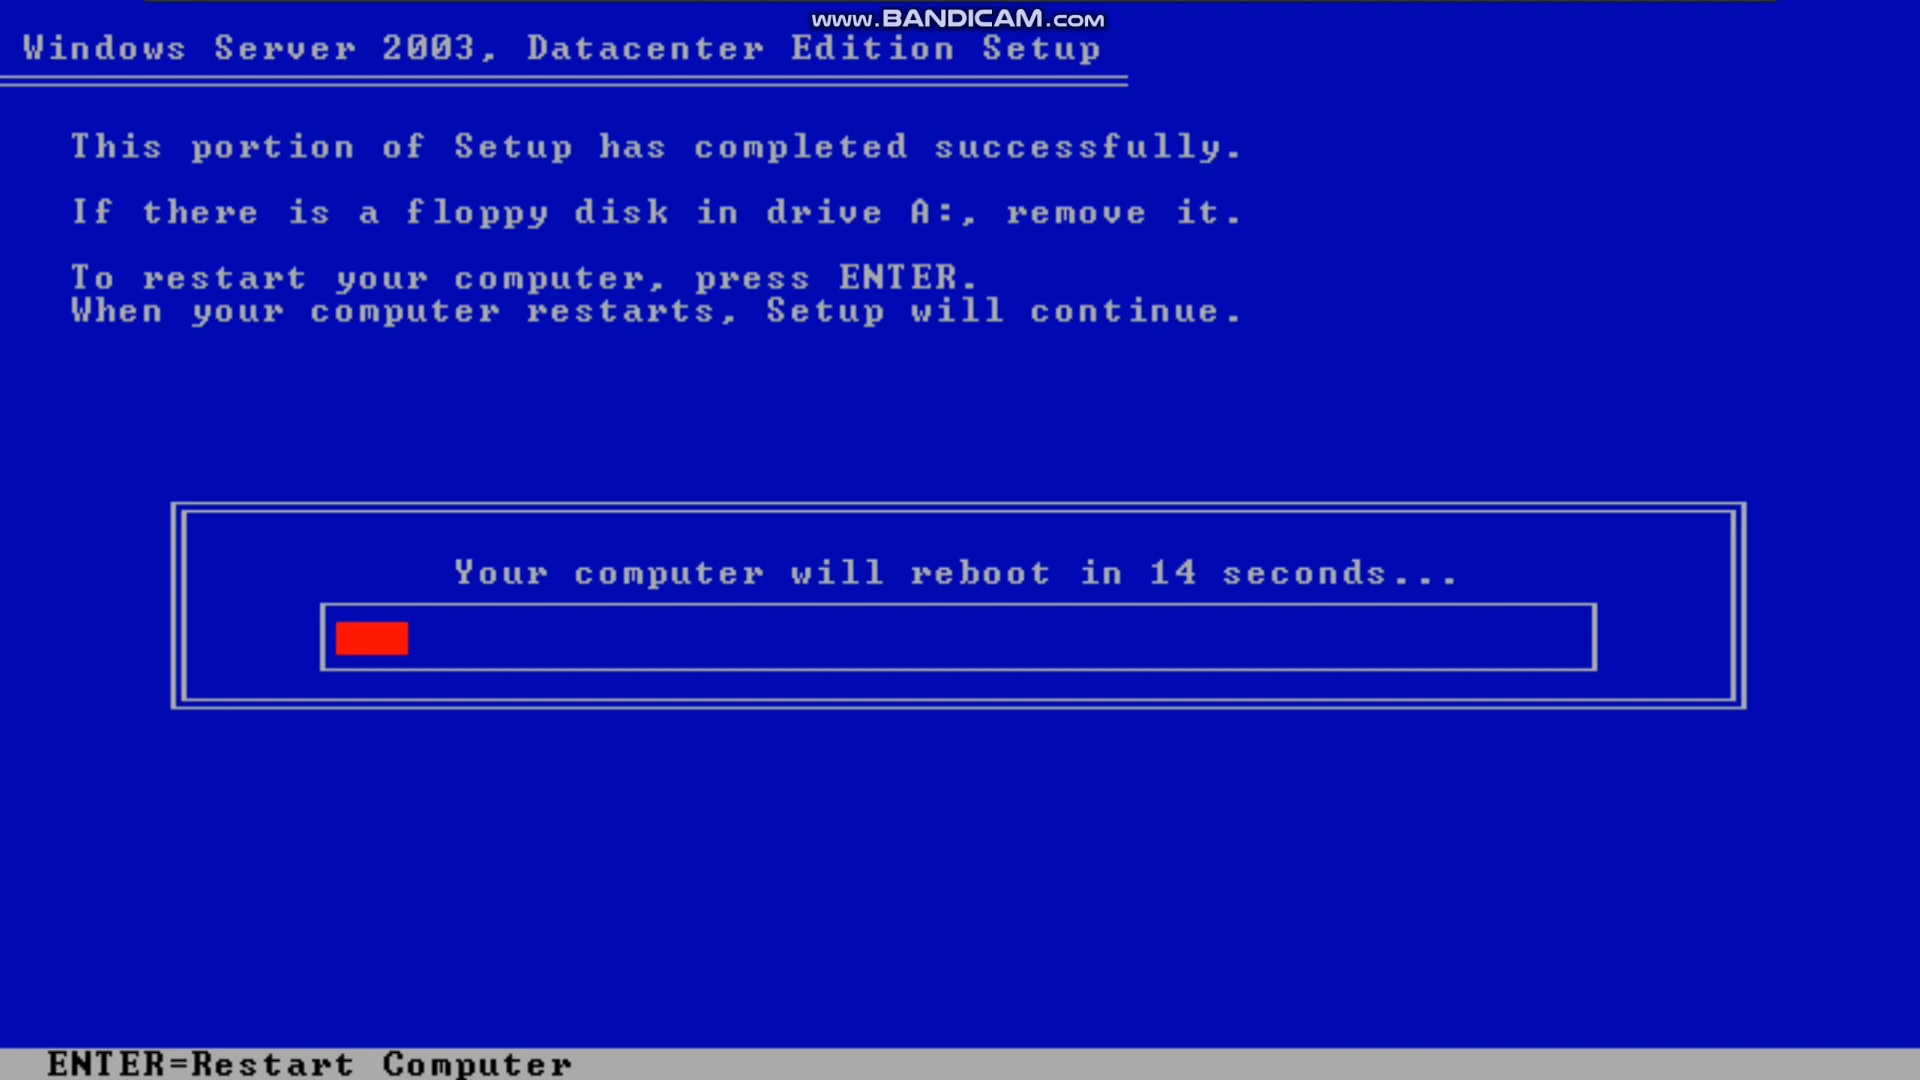 www.BANDICAM.com
Windows Server 2003, Datacenter Edition Setup
This portion of Setup has completed successfully.
If there is a floppy disk in drive A:, remove it.
To restart your computer, press ENTER.
When your computer restarts, Setup will continue.
Your computer will reboot in 14 seconds...
ENTER=Restart Computer